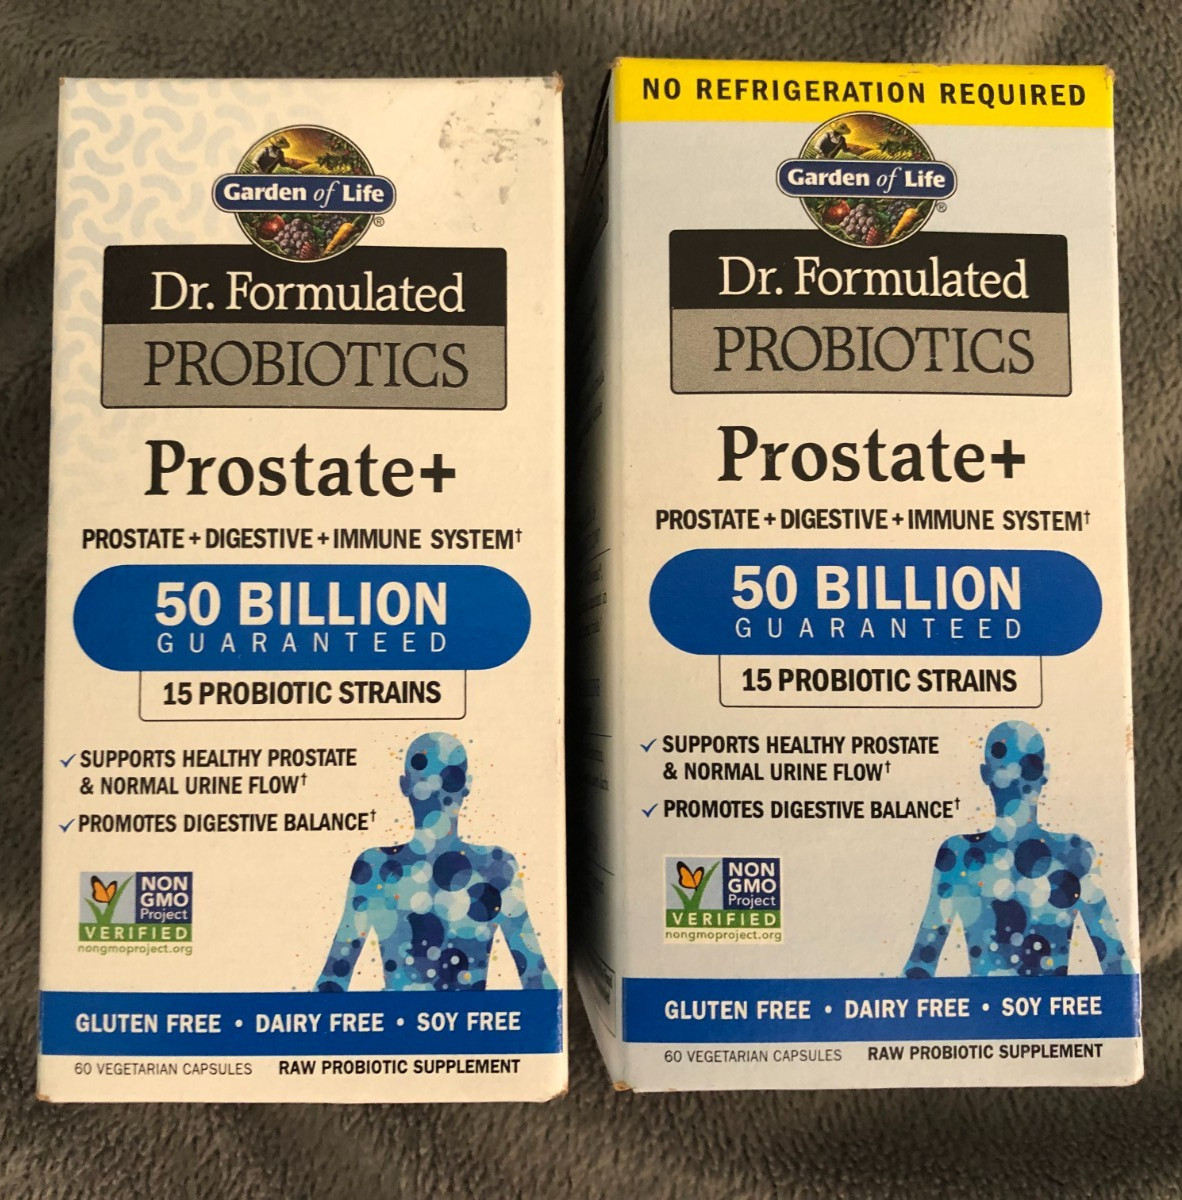 Garden of Life
®
Dr. Formulated
PROBIOTICS
Prostate+
PROSTATE + DIGESTIVE + IMMUNE SYSTEM†
50 BILLION
GUARANTEED
15 PROBIOTIC STRAINS
✓ SUPPORTS HEALTHY PROSTATE
& NORMAL URINE FLOW†
✓ PROMOTES DIGESTIVE BALANCE†
NON
GMO
Project
VERIFIED
nongmoproject.org
GLUTEN FREE • DAIRY FREE • SOY FREE
60 VEGETARIAN CAPSULES RAW PROBIOTIC SUPPLEMENT
NO REFRIGERATION REQUIRED
Garden of Life
®
Dr. Formulated
PROBIOTICS
Prostate+
PROSTATE + DIGESTIVE + IMMUNE SYSTEM†
50 BILLION
GUARANTEED
15 PROBIOTIC STRAINS
✓ SUPPORTS HEALTHY PROSTATE
& NORMAL URINE FLOW†
✓ PROMOTES DIGESTIVE BALANCE†
NON
GMO
Project
VERIFIED
nongmoproject.org
GLUTEN FREE • DAIRY FREE • SOY FREE
60 VEGETARIAN CAPSULES RAW PROBIOTIC SUPPLEMENT